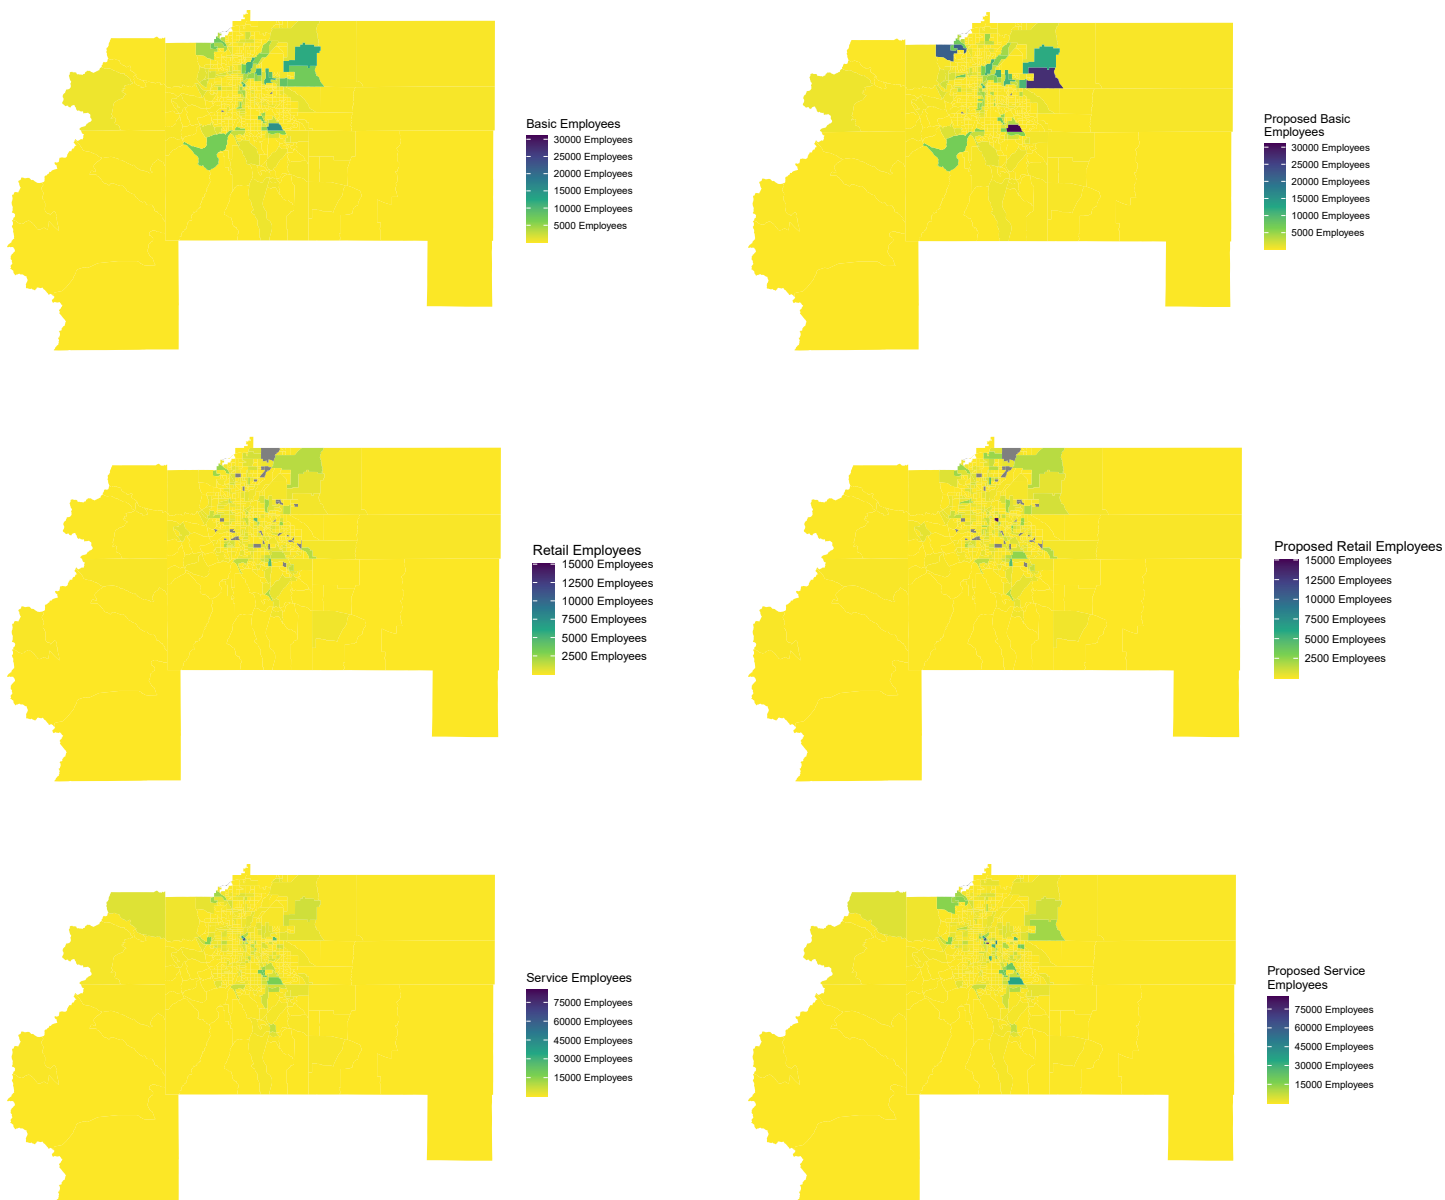 Basic Employees
30000 Employees
25000 Employees
20000 Employees
15000 Employees
10000 Employees
5000 Employees
Proposed Basic
Employees
30000 Employees
25000 Employees
20000 Employees
15000 Employees
10000 Employees
5000 Employees
Retail Employees
15000 Employees
12500 Employees
10000 Employees
7500 Employees
5000 Employees
2500 Employees
Proposed Retail Employees
15000 Employees
12500 Employees
10000 Employees
7500 Employees
5000 Employees
2500 Employees
Service Employees
75000 Employees
60000 Employees
45000 Employees
30000 Employees
15000 Employees
Proposed Service
Employees
75000 Employees
60000 Employees
45000 Employees
30000 Employees
15000 Employees